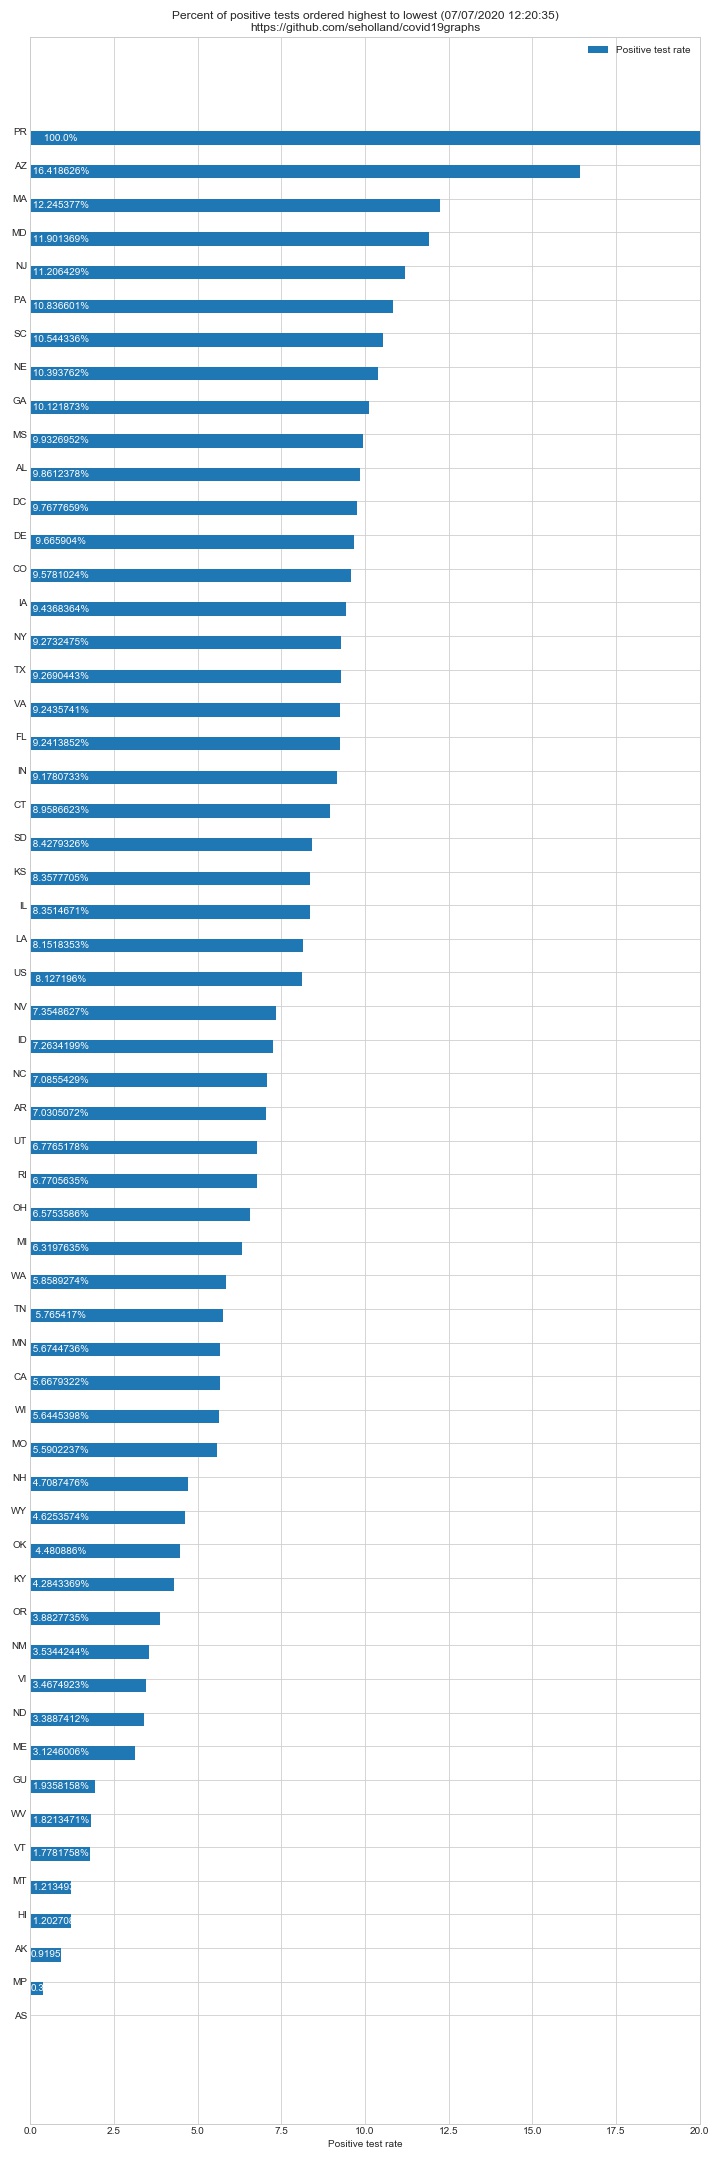 Percent of positive tests ordered highest to lowest (07/07/2020 12:20:35)
https://github.com/seholland/covid19graphs
Positive test rate
PR 100.0%
AZ 16.418626%
MA 12.245377%
MD 11.901369%
NJ 11.206429%
PA 10.836601%
SC 10.544336%
NE 10.393762%
GA 10.121873%
MS 9.9326952%
AL 9.8612378%
DC 9.7677659%
DE 9.665904%
CO 9.5781024%
IA 9.4368364%
NY 9.2732475%
TX 9.2690443%
VA 9.2435741%
FL 9.2413852%
IN 9.1780733%
CT 8.9586623%
SD 8.4279326%
KS 8.3577705%
IL 8.3514671%
LA 8.1518353%
US 8.127196%
NV 7.3548627%
ID 7.2634199%
NC 7.0855429%
AR 7.0305072%
UT 6.7765178%
RI 6.7705635%
OH 6.5753586%
MI 6.3197635%
WA 5.8589274%
TN 5.765417%
MN 5.6744736%
CA 5.6679322%
WI 5.6445398%
MO 5.5902237%
NH 4.7087476%
WY 4.6253574%
OK 4.480886%
KY 4.2843369%
OR 3.8827735%
NM 3.5344244%
VI 3.4674923%
ND 3.3887412%
ME 3.1246006%
GU 1.9358158%
WV 1.8213471%
VT 1.7781758%
MT 1.21349
HI 1.20270
AK 0.9195
MP 0.3
AS
0.0 2.5 5.0 7.5 10.0 12.5 15.0 17.5 20.0
Positive test rate